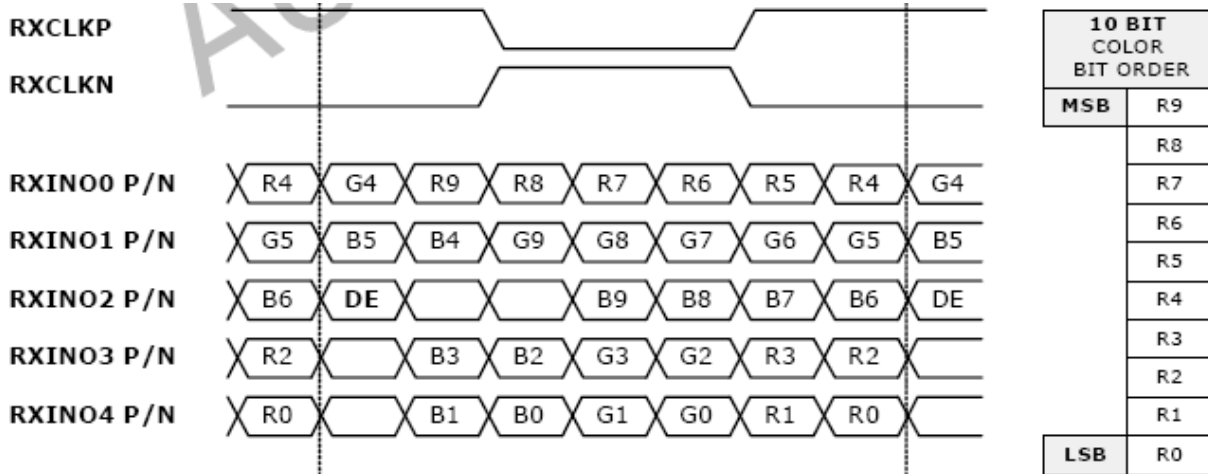 RXCLKP
RXCLKN
RXINO0 P/N R4 G4 R9 R8 R7 R6 R5 R4 G4
RXINO1 P/N G5 B5 B4 G9 G8 G7 G6 G5 B5
RXINO2 P/N B6 DE B9 B8 B7 B6 DE
RXINO3 P/N R2 B3 B2 G3 G2 R3 R2
RXINO4 P/N R0 B1 B0 G1 G0 R1 R0
10 BIT
COLOR
BIT ORDER
MSB R9
R8
R7
R6
R5
R4
R3
R2
R1
LSB R0